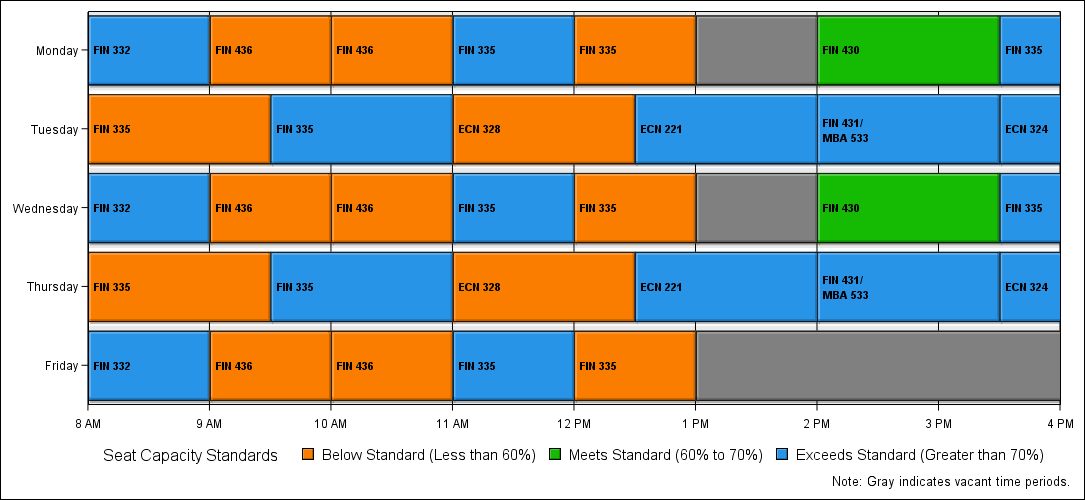 Monday
FIN 332 FIN 436 FIN 436 FIN 335 FIN 335 FIN 430 FIN 335
Tuesday
FIN 335 FIN 335 ECN 328 ECN 221 FIN 431/ ECN 324
MBA 533
Wednesday
FIN 332 FIN 436 FIN 436 FIN 335 FIN 335 FIN 430 FIN 335
Thursday
FIN 335 FIN 335 ECN 328 ECN 221 FIN 431/ ECN 324
MBA 533
Friday
FIN 332 FIN 436 FIN 436 FIN 335 FIN 335
8 AM 9 AM 10 AM 11 AM 12 PM 1 PM 2 PM 3 PM 4 PM
Seat Capacity Standards Below Standard (Less than 60%) Meets Standard (60% to 70%) Exceeds Standard (Greater than 70%)
Note: Gray indicates vacant time periods.